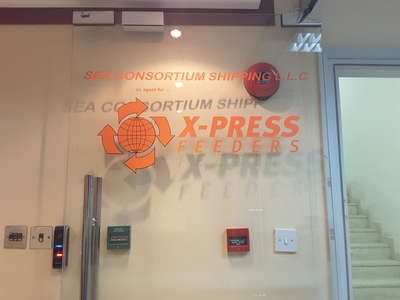 SEA CONSORTIUM SHIPPING L.L.C
As Agent for
X-PRESS
FEEDERS